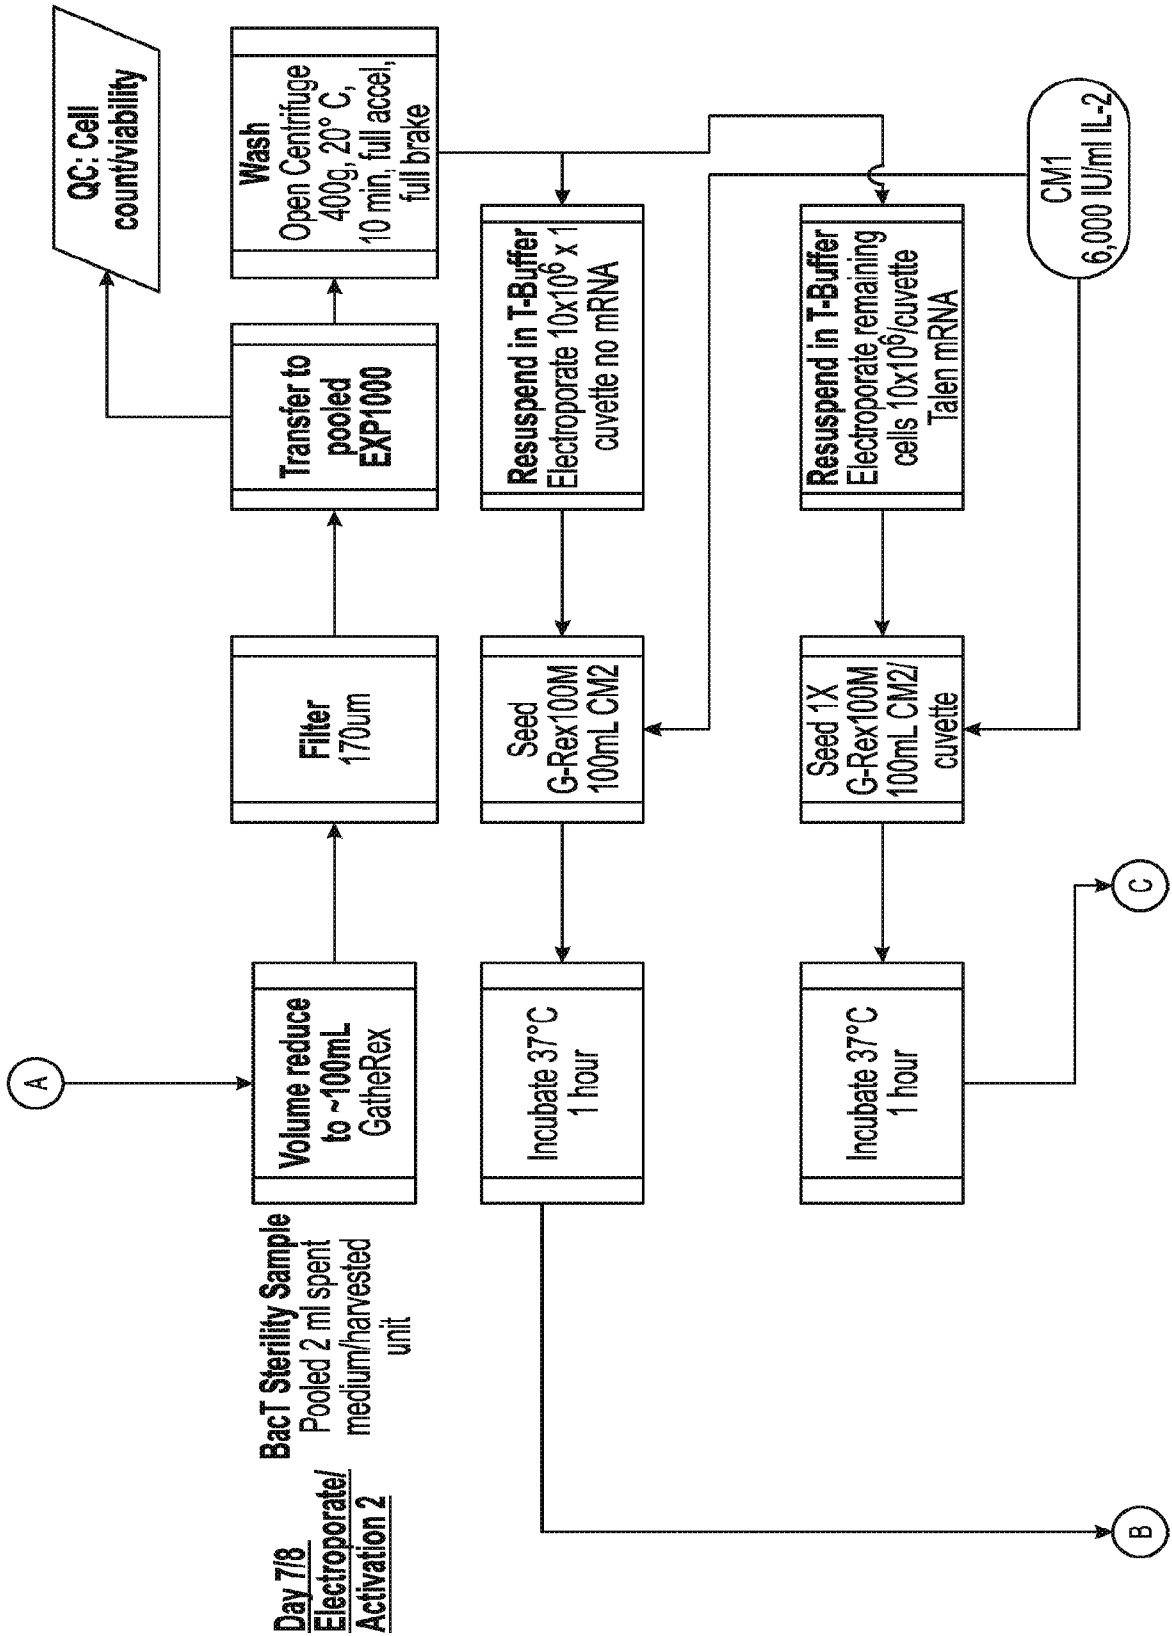 A
Day 7/8
Electroporate/
Activation 2
BacT Sterility Sample
Pooled 2 ml spent
medium/harvested
unit
Volume reduce
to ~100mL
GatheRex
Filter
170um
Transfer to
pooled
EXP1000
QC: Cell
count/viability
Wash
Open Centrifuge
400g, 20° C,
10 min, full accel,
full brake
Incubate 37°C
1 hour
Seed
G-Rex100M
100mL CM2
Resuspend in T-Buffer
Electroporate 10x10⁶ x 1
cuvette no mRNA
Incubate 37°C
1 hour
Seed 1X
G-Rex100M
100mL CM2/
cuvette
Resuspend in T-Buffer
Electroporate remaining
cells 10x10⁶/cuvette
Talen mRNA
CM1
6,000 IU/ml IL-2
B
C